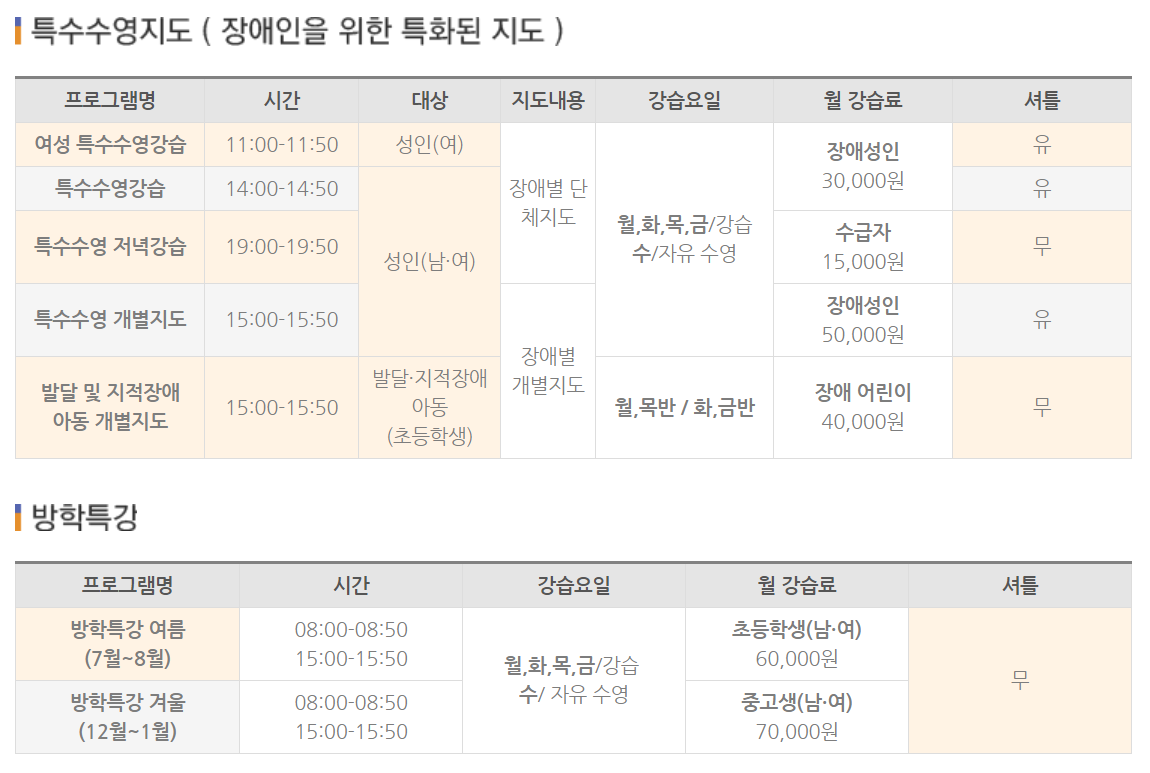 특수수영지도 ( 장애인을 위한 특화된 지도 )
프로그램명 시간 대상 지도내용 강습요일 월 강습료 셔틀
여성 특수수영강습 11:00-11:50 성인(여) 장애별 단
체지도 월,화,목,금/강습
수/자유 수영 장애성인
30,000원 유
특수수영강습 14:00-14:50 성인(남·여) 유
특수수영 저녁강습 19:00-19:50 수급자
15,000원 무
특수수영 개별지도 15:00-15:50 장애별
개별지도 장애성인
50,000원 유
발달 및 지적장애
아동 개별지도 15:00-15:50 발달·지적장애
아동
(초등학생) 월,목반 / 화,금반 장애 어린이
40,000원 무
방학특강
프로그램명 시간 강습요일 월 강습료 셔틀
방학특강 여름
(7월~8월) 08:00-08:50
15:00-15:50 월,화,목,금/강습
수/ 자유 수영 초등학생(남·여)
60,000원 무
방학특강 겨울
(12월~1월) 08:00-08:50
15:00-15:50 중고생(남·여)
70,000원